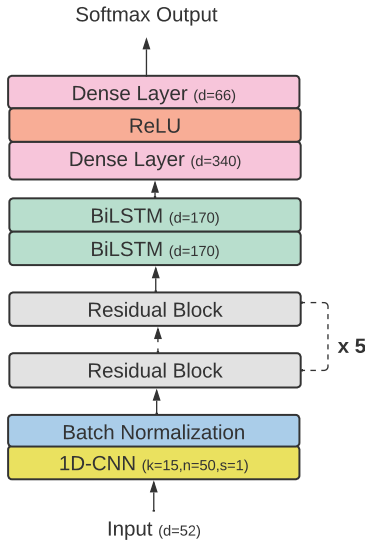 Softmax Output
Dense Layer (d=66)
ReLU
Dense Layer (d=340)
BiLSTM (d=170)
BiLSTM (d=170)
Residual Block
x 5
Residual Block
Batch Normalization
1D-CNN (k=15,n=50,s=1)
Input (d=52)